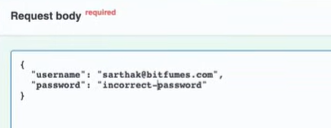 Request body required
{
"username": "sarthak@bitfumes.com",
"password": "incorrect-password"
}